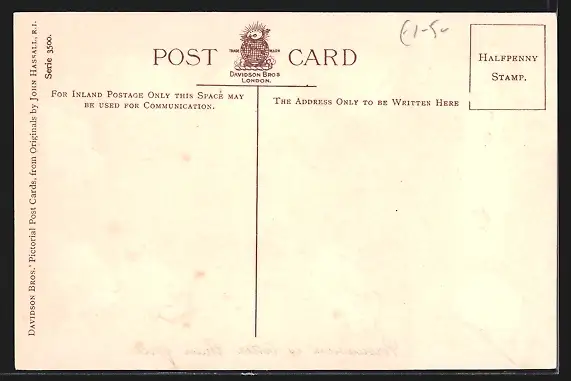 POST CARD
TRADE MARK
DAVIDSON BROS
LONDON.
£1-50
HALFPENNY
STAMP.
FOR INLAND POSTAGE ONLY THIS SPACE MAY
BE USED FOR COMMUNICATION.
THE ADDRESS ONLY TO BE WRITTEN HERE
DAVIDSON BROS.' Pictorial Post Cards, from Originals by JOHN HASSALL, R.I.
Serie 3500.